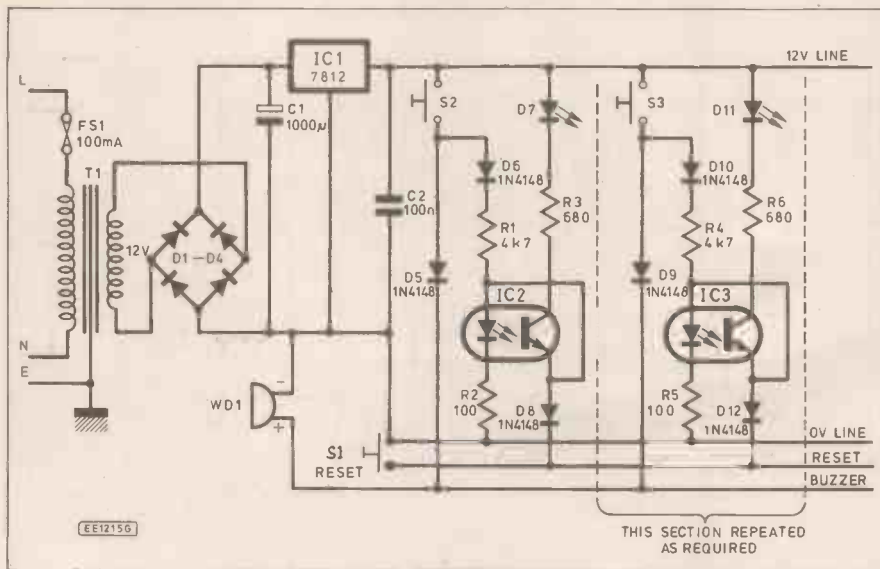 L
FS1
100mA
T1
12V
N
E
D1—D4
IC1
7812
C1
1000µ
C2
100n
WD1
−
+
S1
RESET
S2
D5
1N4148
D6
1N4148
R1
4k7
IC2
R2
100
D7
R3
680
D8
1N4148
S3
D9
1N4148
D10
1N4148
R4
4k7
IC3
R5
100
D11
R6
680
D12
1N4148
12V LINE
0V LINE
RESET
BUZZER
THIS SECTION REPEATED
AS REQUIRED
EE1215G